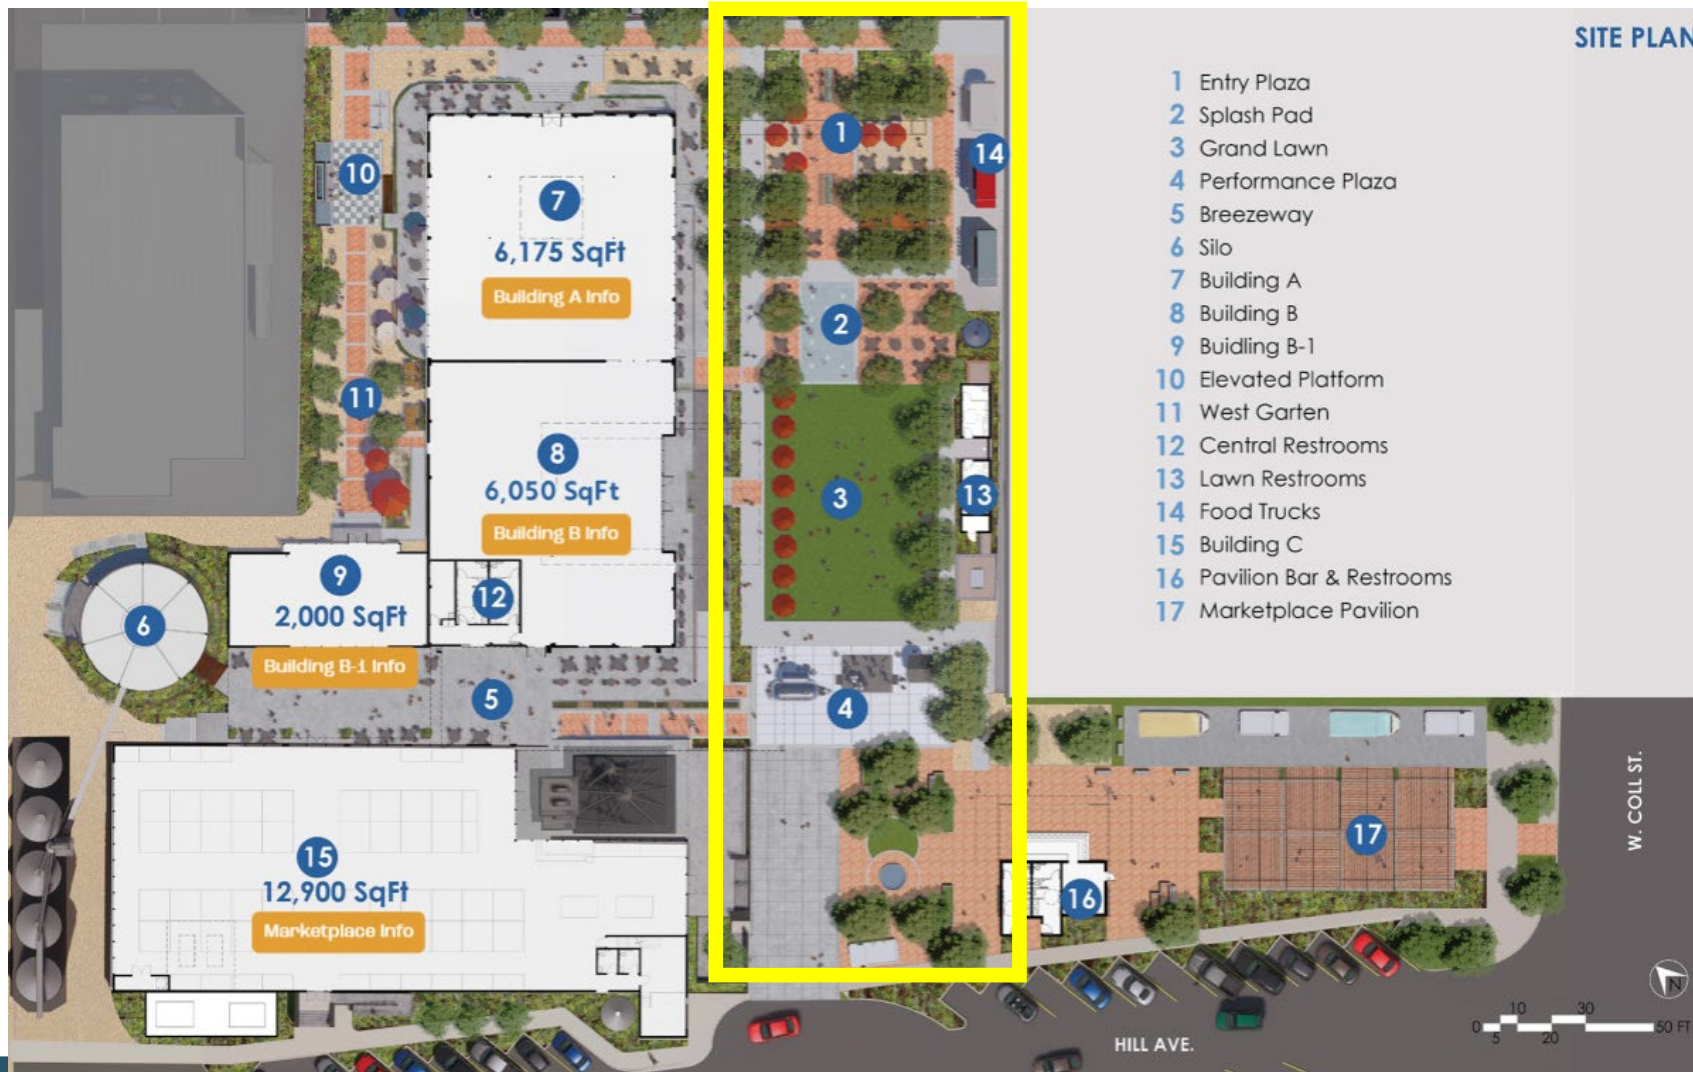 SITE PLAN
1 Entry Plaza
2 Splash Pad
3 Grand Lawn
4 Performance Plaza
5 Breezeway
6 Silo
7 Building A
8 Building B
9 Buidling B-1
10 Elevated Platform
11 West Garten
12 Central Restrooms
13 Lawn Restrooms
14 Food Trucks
15 Building C
16 Pavilion Bar & Restrooms
17 Marketplace Pavilion
1
14
10
7
6,175 SqFt
Building A Info
2
11
8
6,050 SqFt
Building B Info
3
13
9
2,000 SqFt
Building B-1 Info
12
6
5
4
15
12,900 SqFt
Marketplace Info
16
17
W. COLL ST.
HILL AVE.
N
0 5 10 20 30 50 FT